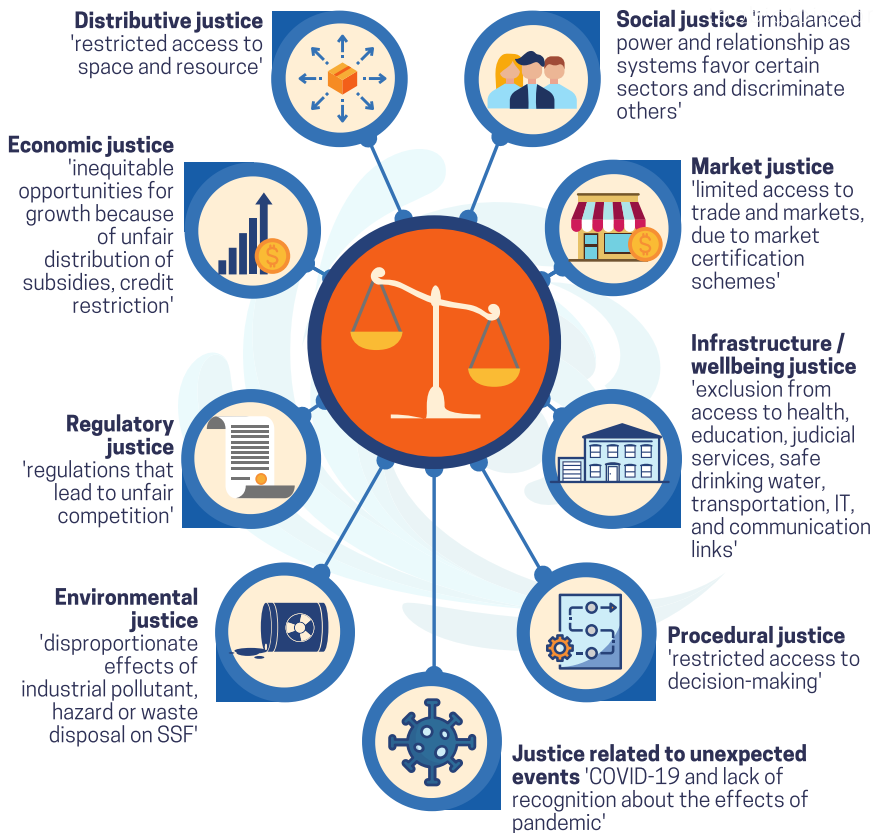 Distributive justice
'restricted access to
space and resource'
Social justice 'imbalanced
power and relationship as
systems favor certain
sectors and discriminate
others'
Economic justice
'inequitable
opportunities for
growth because
of unfair
distribution of
subsidies, credit
restriction'
Market justice
'limited access to
trade and markets,
due to market
certification
schemes'
Infrastructure /
wellbeing justice
'exclusion from
access to health,
education, judicial
services, safe
drinking water,
transportation, IT,
and communication
links'
Regulatory
justice
'regulations that
lead to unfair
competition'
Environmental
justice
'disproportionate
effects of
industrial pollutant,
hazard or waste
disposal on SSF'
Procedural justice
'restricted access to
decision-making'
Justice related to unexpected
events 'COVID-19 and lack of
recognition about the effects of
pandemic'
$
$